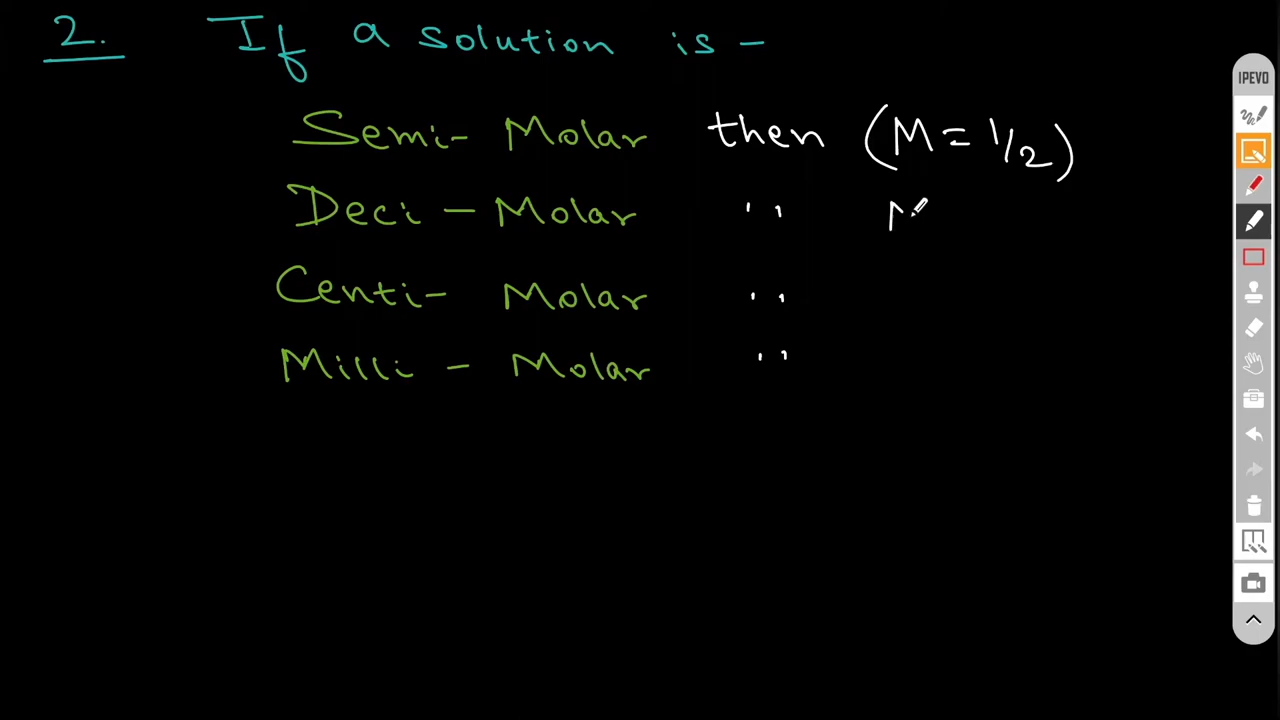 2. If a solution is -
Semi- Molar then (M = 1/2)
Deci - Molar " M
Centi- Molar "
Milli - Molar "
IPEVO